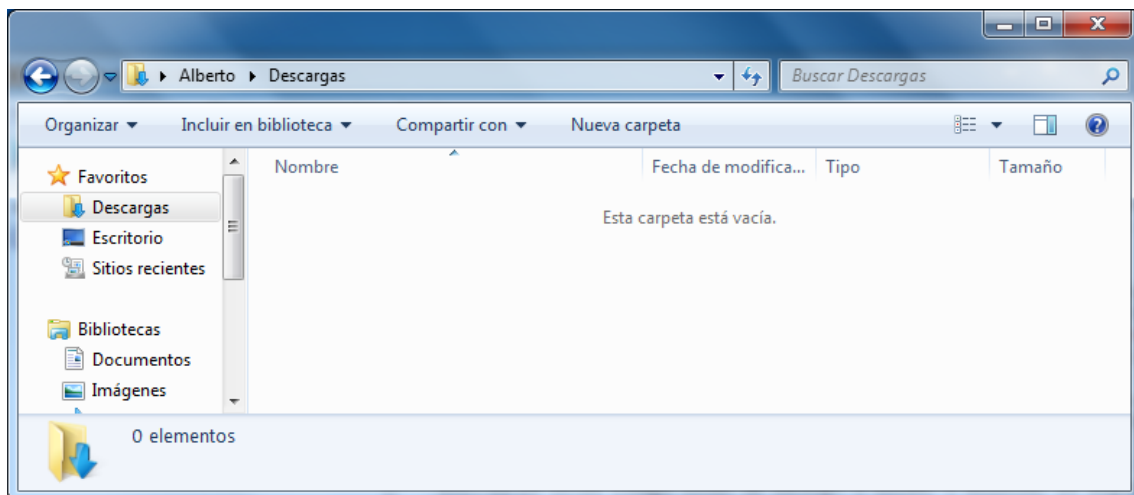 Alberto Descargas
Buscar Descargas
Organizar Incluir en biblioteca Compartir con Nueva carpeta
Nombre Fecha de modifica... Tipo Tamaño
Esta carpeta está vacía.
Favoritos
Descargas
Escritorio
Sitios recientes
Bibliotecas
Documentos
Imágenes
0 elementos